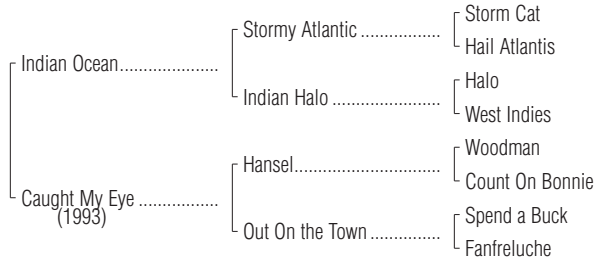 Storm Cat
Stormy Atlantic ..................
Hail Atlantis
Indian Ocean......................
Halo
Indian Halo ........................
West Indies
Woodman
Hansel.................................
Count On Bonnie
Caught My Eye ..................
(1993)
Spend a Buck
Out On the Town ...............
Fanfreluche